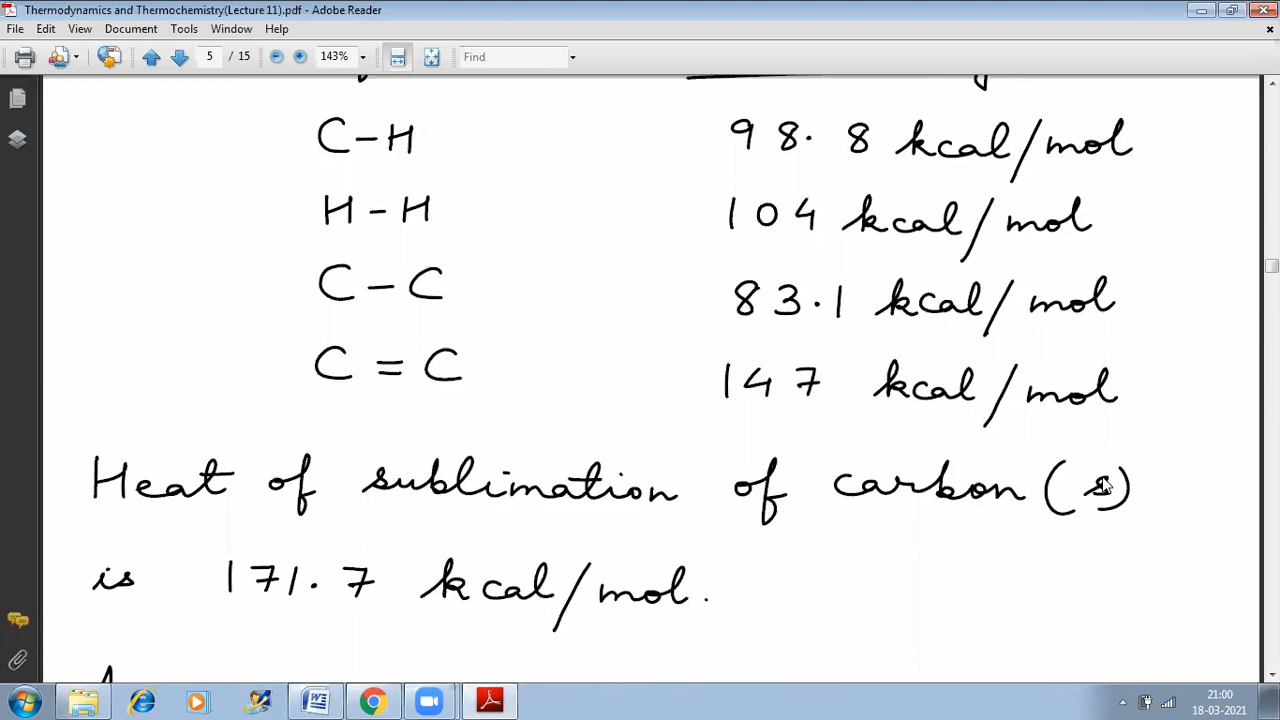 Thermodynamics and Thermochemistry(Lecture 11).pdf - Adobe Reader
File Edit View Document Tools Window Help
5 / 15 143% Find
C-H 98.8 kcal/mol
H-H 104 kcal/mol
C-C 83.1 kcal/mol
C=C 147 kcal/mol
Heat of sublimation of carbon(s)
is 171.7 kcal/mol.
21:00
18-03-2021